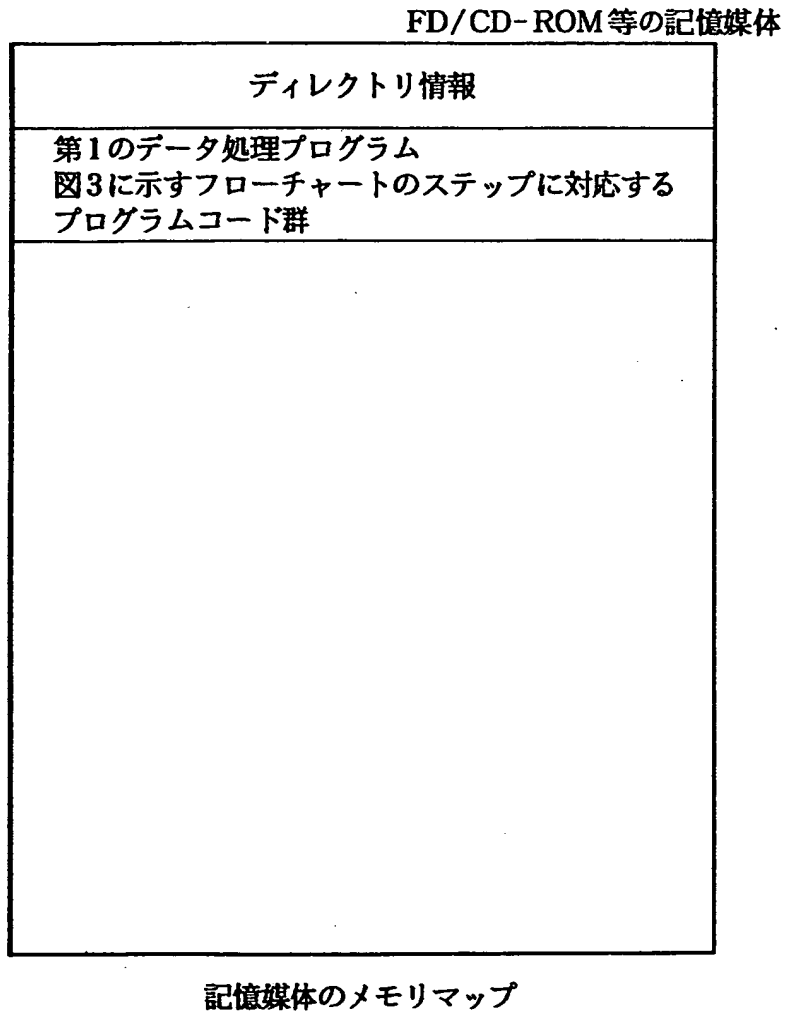 FD/CD-ROM等の記憶媒体
ディレクトリ情報
第1のデータ処理プログラム
図3に示すフローチャートのステップに対応する
プログラムコード群
記憶媒体のメモリマップ